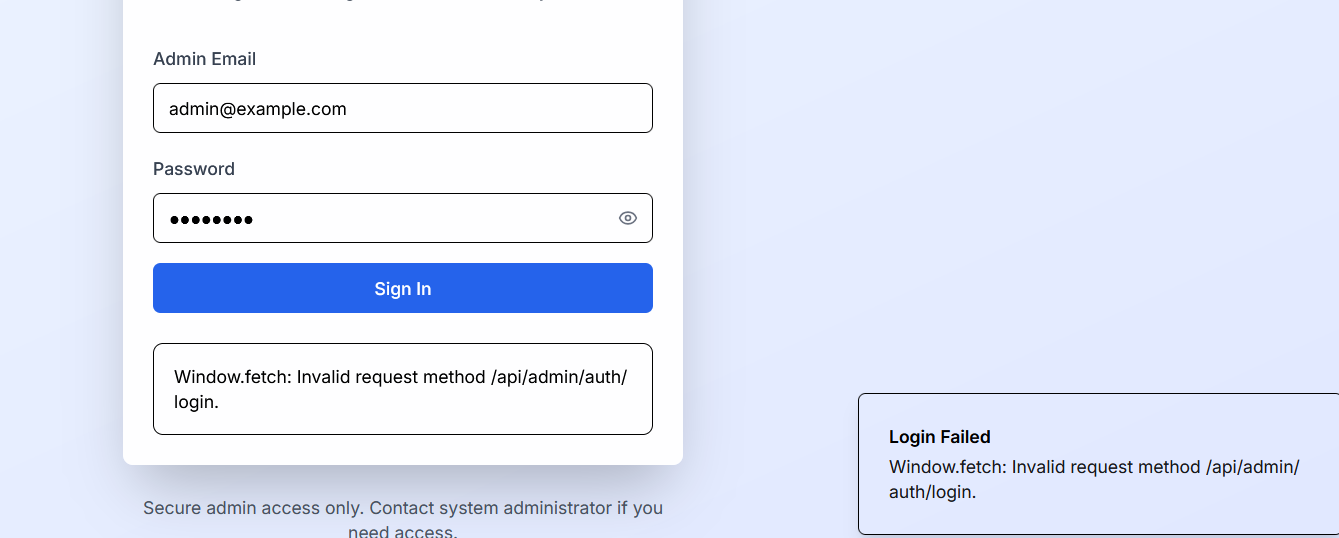 Admin Email
admin@example.com
Password
Sign In
Window.fetch: Invalid request method /api/admin/auth/
login.
Secure admin access only. Contact system administrator if you
need access.
Login Failed
Window.fetch: Invalid request method /api/admin/
auth/login.